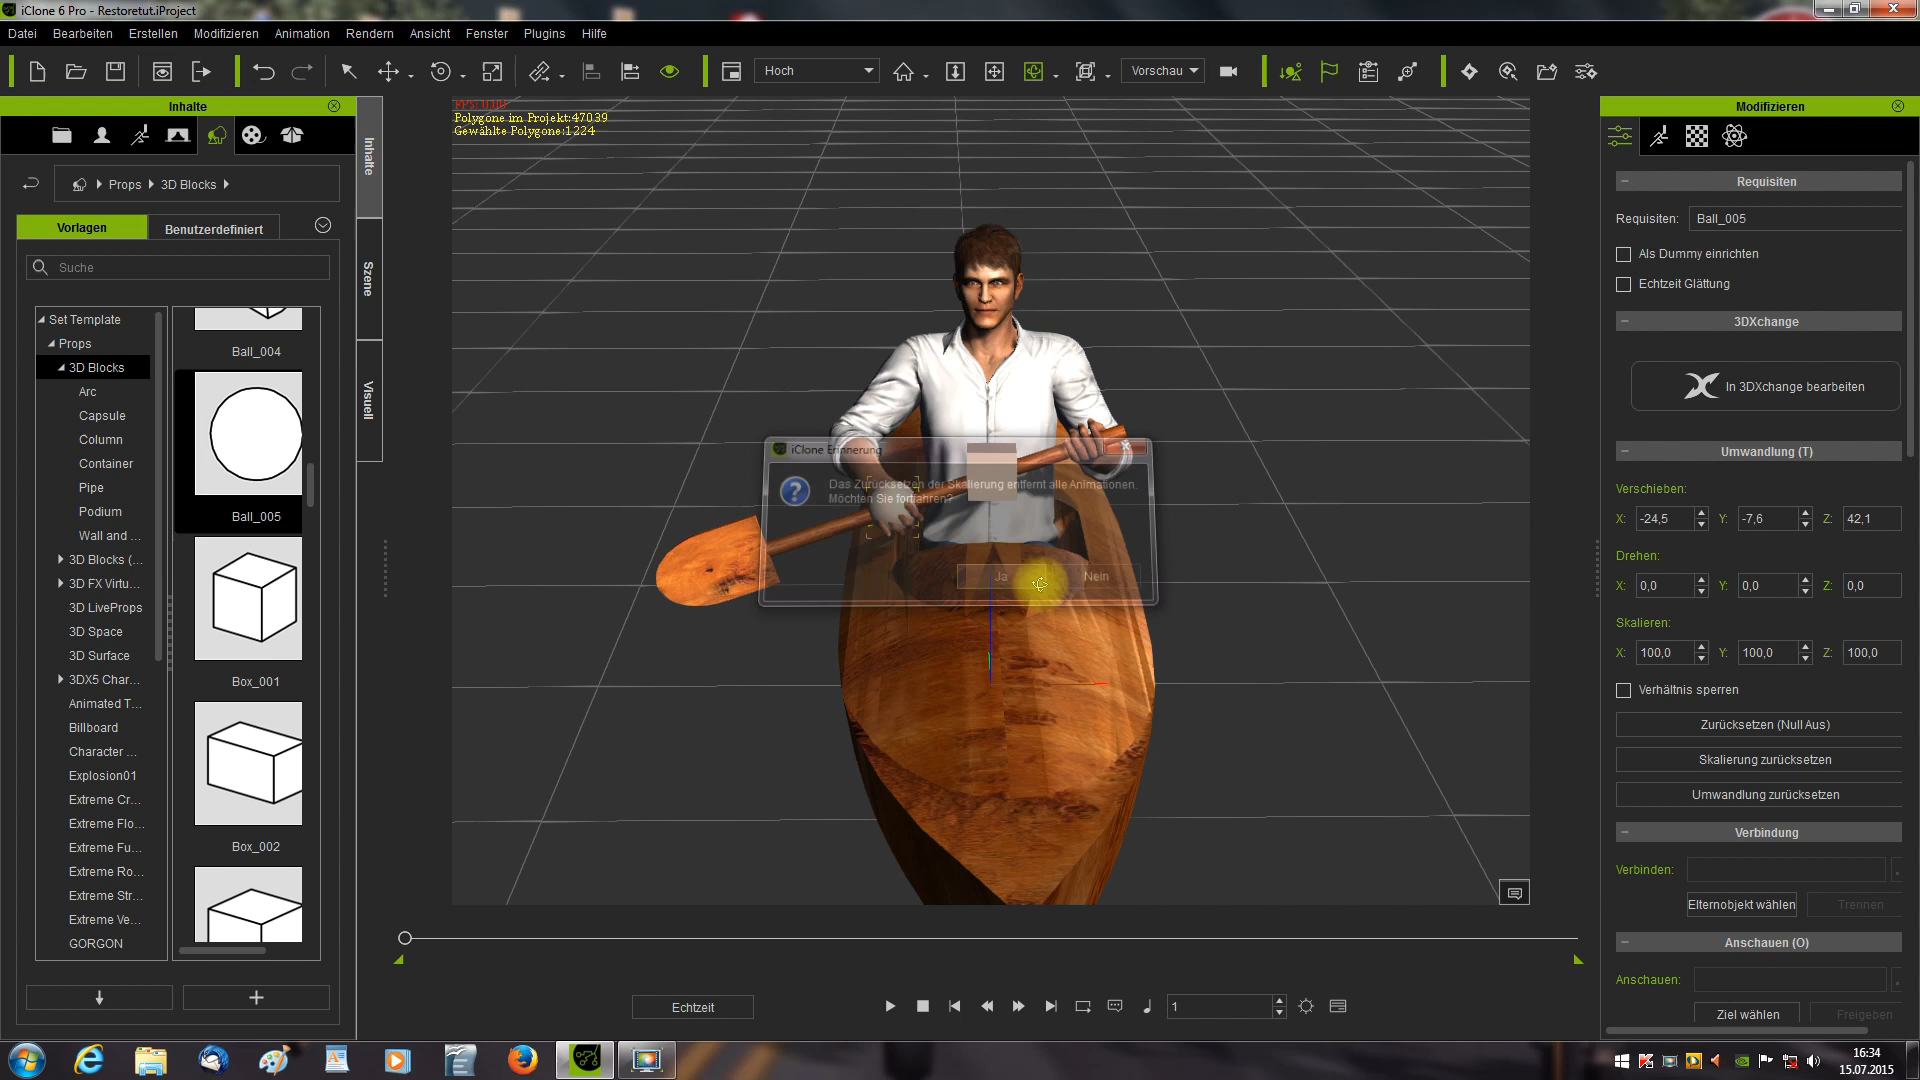 iClone 6 Pro - Restoretut.iProject
Datei Bearbeiten Erstellen Modifizieren Animation Rendern Ansicht Fenster Plugins Hilfe
Hoch
Vorschau
Inhalte
Props 3D Blocks
Vorlagen Benutzerdefiniert
Suche
Set Template
Props
3D Blocks
Arc
Capsule
Column
Container
Pipe
Podium
Wall and ...
3D Blocks (...
3D FX Virtu...
3D LiveProps
3D Space
3D Surface
3DX5 Char...
Animated T...
Billboard
Character ...
Explosion01
Extreme Cr...
Extreme Flo...
Extreme Fu...
Extreme Ro...
Extreme Str...
Extreme Ve...
GORGON
Ball_004
Ball_005
Box_001
Box_002
Inhalte
Szene
Visuell
Polygone im Projekt:47039
Gewählte Polygone:1224
iClone Erinnerung
Das Zurücksetzen der Skalierung entfernt alle Animationen.
Möchten Sie fortfahren?
Ja Nein
Echtzeit
1
Modifizieren
Requisiten
Requisiten: Ball_005
Als Dummy einrichten
Echtzeit Glättung
3DXchange
In 3DXchange bearbeiten
Umwandlung (T)
Verschieben:
X: -24,5 Y: -7,6 Z: 42,1
Drehen:
X: 0,0 Y: 0,0 Z: 0,0
Skalieren:
X: 100,0 Y: 100,0 Z: 100,0
Verhältnis sperren
Zurücksetzen (Null Aus)
Skalierung zurücksetzen
Umwandlung zurücksetzen
Verbindung
Verbinden:
Elternobjekt wählen Trennen
Anschauen (O)
Anschauen:
Ziel wählen Freigeben
16:34
15.07.2015